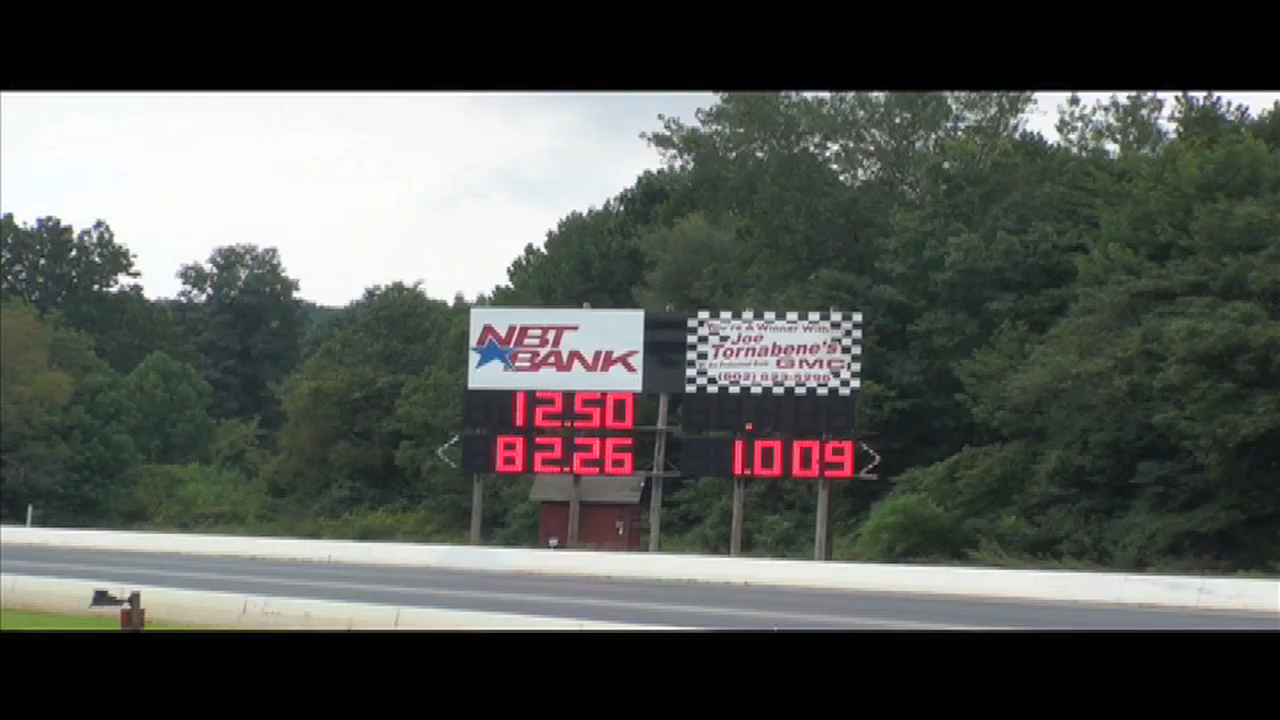 NBT
BANK
You're A Winner With...
Joe
Tornabene's
GMC
12.50
82.26
1.009